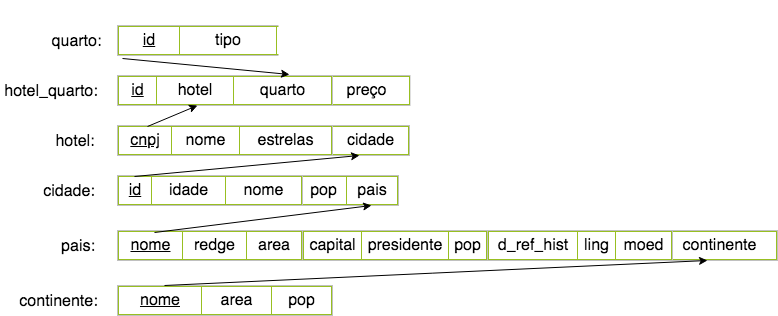 quarto: id tipo
hotel_quarto: id hotel quarto preço
hotel: cnpj nome estrelas cidade
cidade: id idade nome pop pais
pais: nome redge area capital presidente pop d_ref_hist ling moed continente
continente: nome area pop